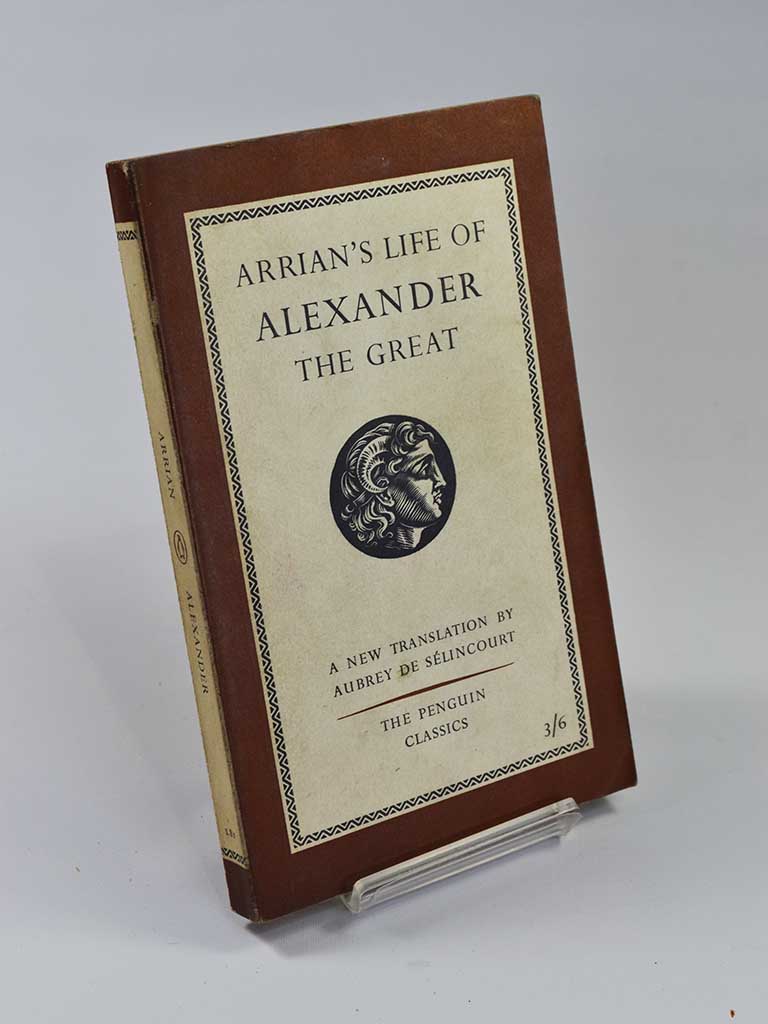 ARRIAN'S LIFE OF
ALEXANDER
THE GREAT
A NEW TRANSLATION BY
AUBREY DE SÉLINCOURT
THE PENGUIN
CLASSICS
3/6
ARRIAN
ALEXANDER